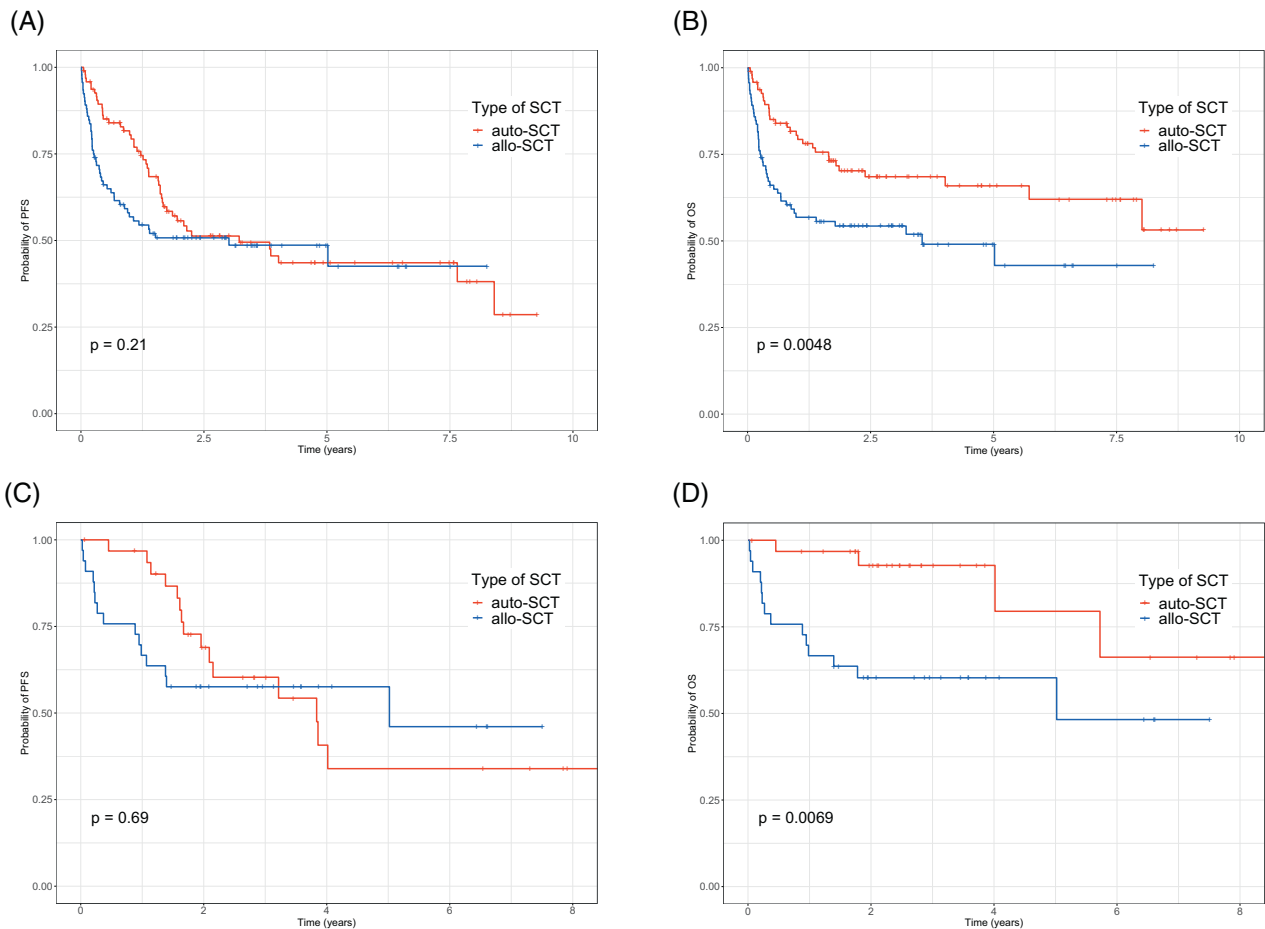 (A)
Probability of PFS
1.00
0.75
0.50
0.25
0.00
Type of SCT
auto-SCT
allo-SCT
p = 0.21
0 2.5 5 7.5 10
Time (years)
(B)
Probability of OS
1.00
0.75
0.50
0.25
0.00
Type of SCT
auto-SCT
allo-SCT
p = 0.0048
0 2.5 5 7.5 10
Time (years)
(C)
Probability of PFS
1.00
0.75
0.50
0.25
0.00
Type of SCT
auto-SCT
allo-SCT
p = 0.69
0 2 4 6 8
Time (years)
(D)
Probability of OS
1.00
0.75
0.50
0.25
0.00
Type of SCT
auto-SCT
allo-SCT
p = 0.0069
0 2 4 6 8
Time (years)